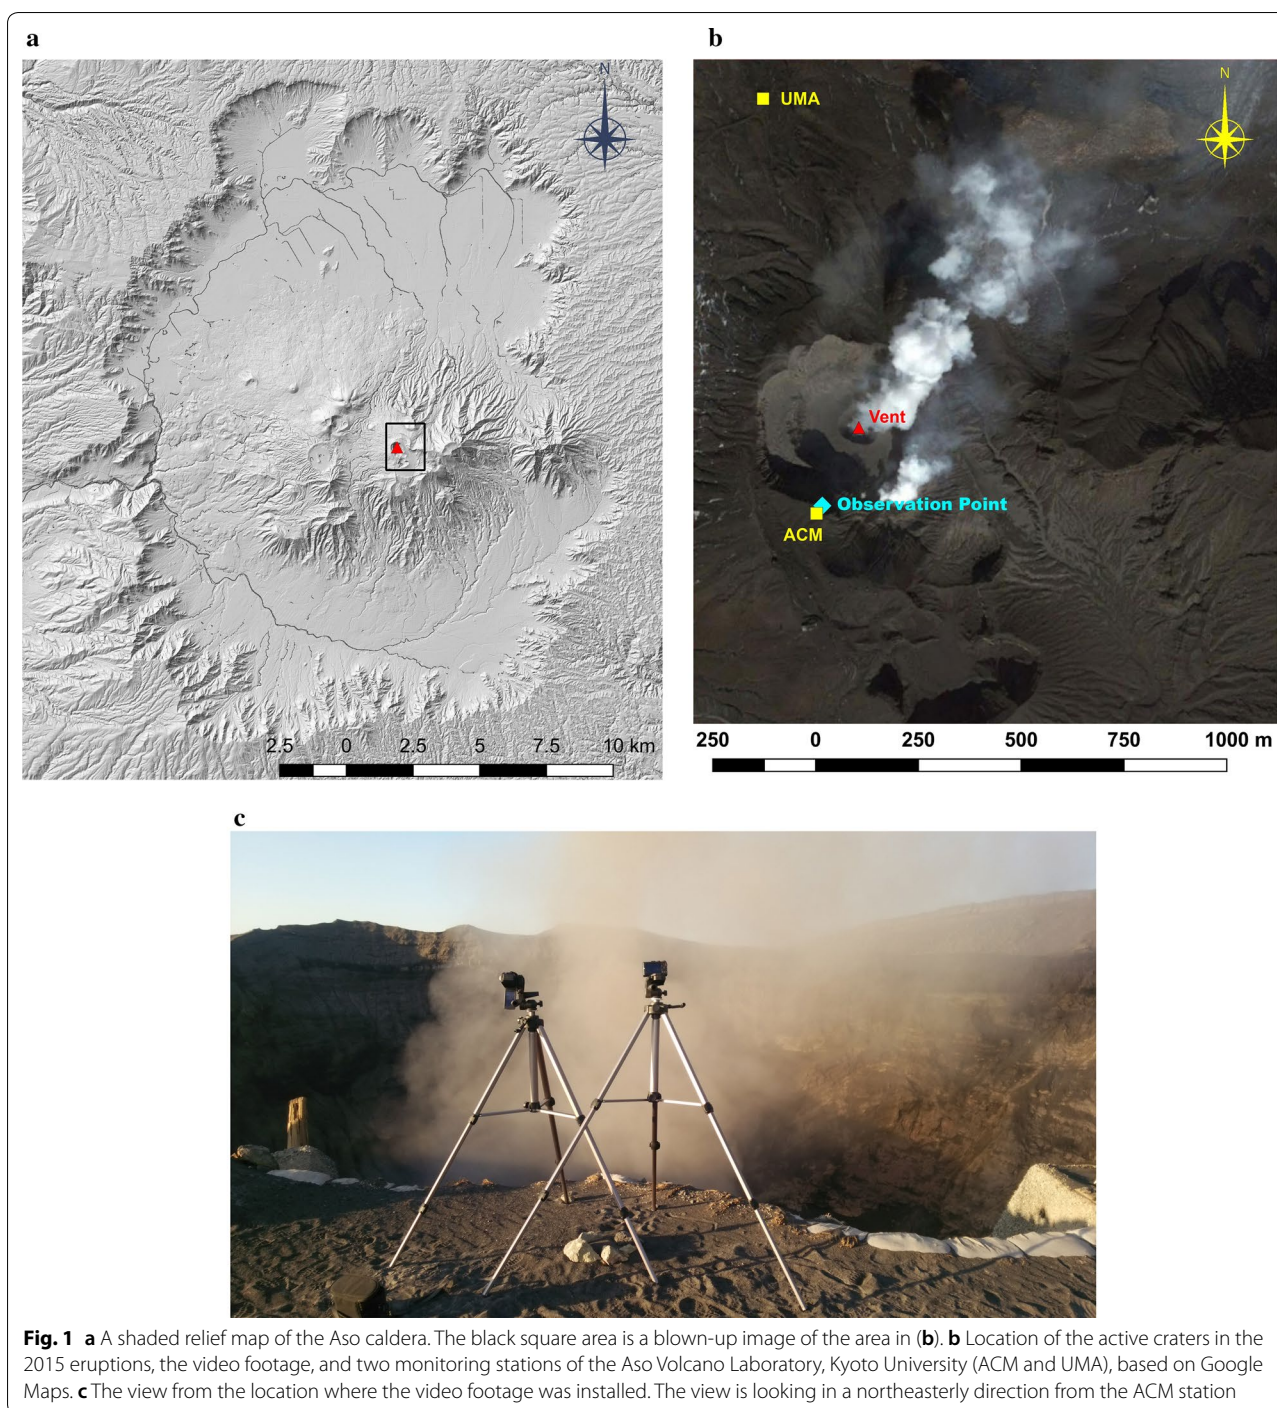 a
b
N
N
UMA
Vent
Observation Point
ACM
2.5 0 2.5 5 7.5 10 km
250 0 250 500 750 1000 m
c
Fig. 1 a A shaded relief map of the Aso caldera. The black square area is a blown-up image of the area in (b). b Location of the active craters in the
2015 eruptions, the video footage, and two monitoring stations of the Aso Volcano Laboratory, Kyoto University (ACM and UMA), based on Google
Maps. c The view from the location where the video footage was installed. The view is looking in a northeasterly direction from the ACM station